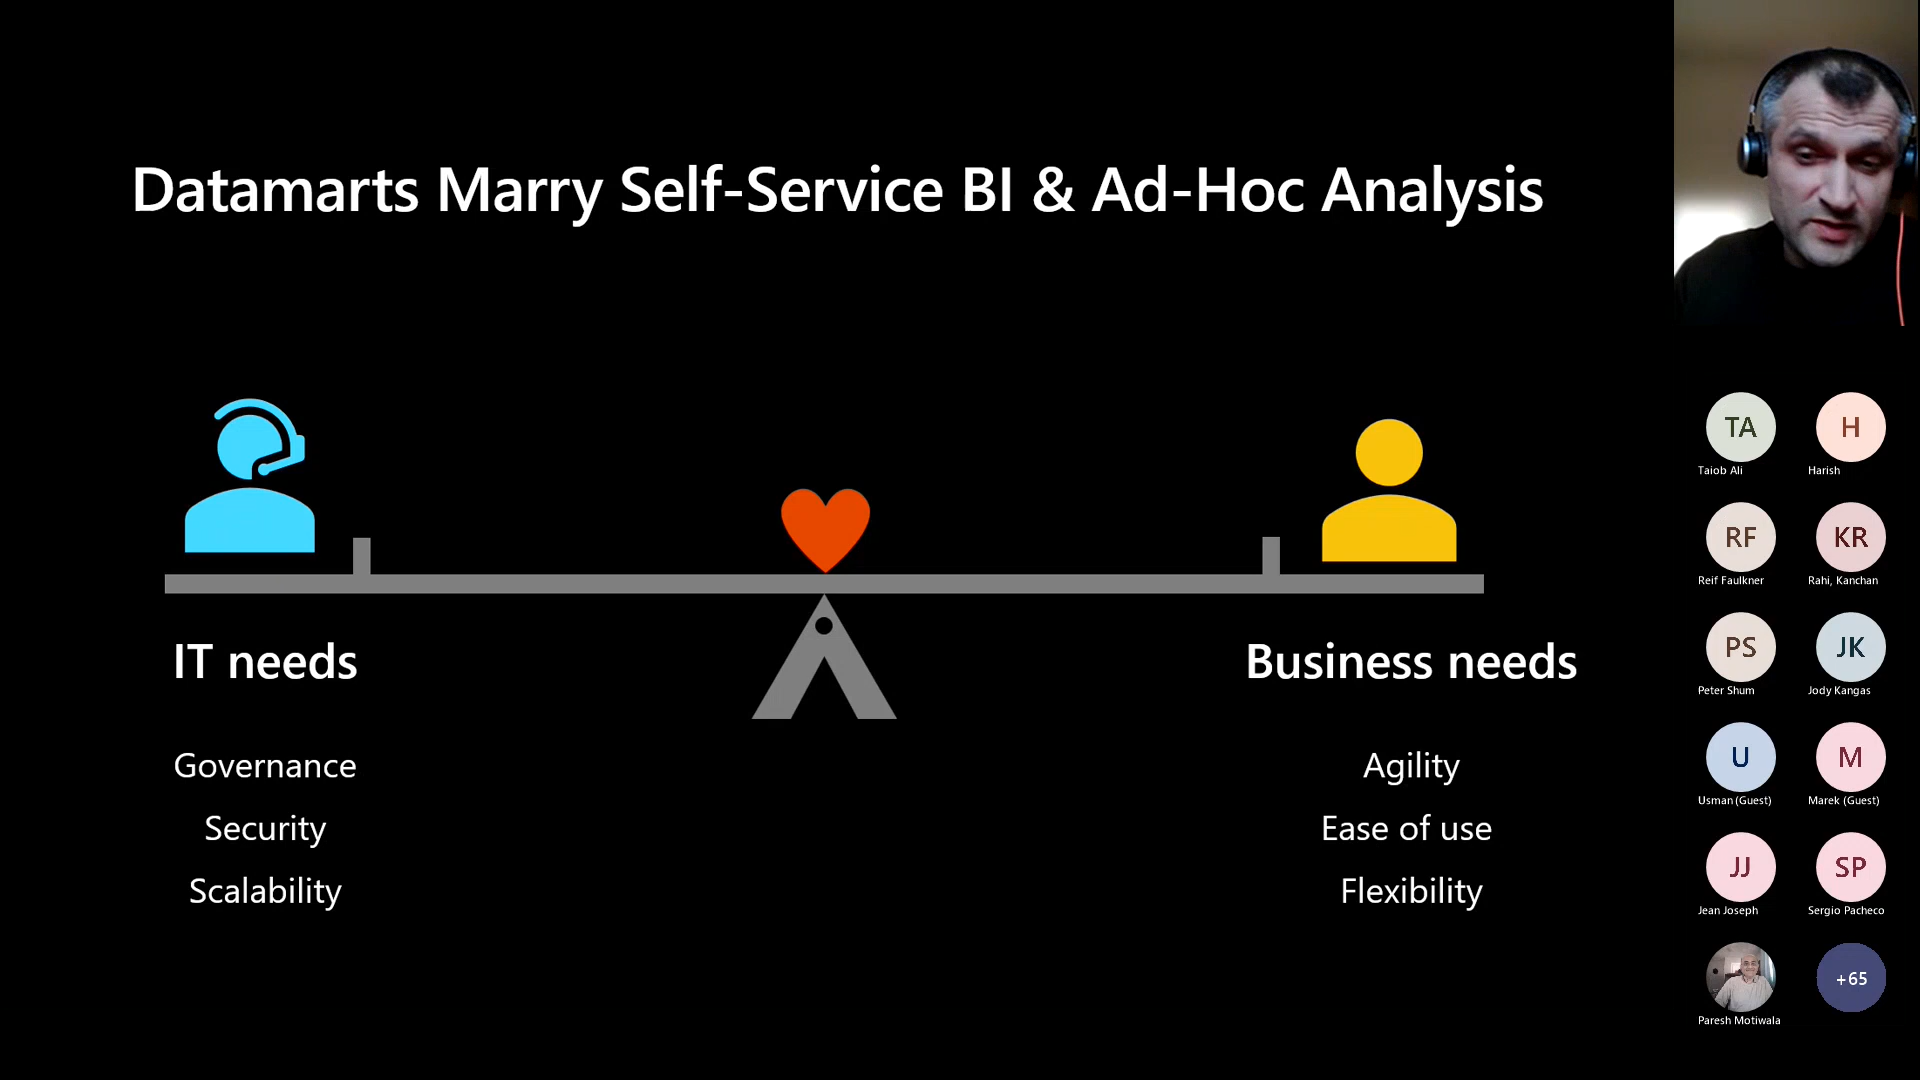 Datamarts Marry Self-Service BI & Ad-Hoc Analysis
IT needs
Governance
Security
Scalability
Business needs
Agility
Ease of use
Flexibility
TA
Taiob Ali
H
Harish
RF
Reif Faulkner
KR
Rahi, Kanchan
PS
Peter Shum
JK
Jody Kangas
U
Usman (Guest)
M
Marek (Guest)
JJ
Jean Joseph
SP
Sergio Pacheco
Paresh Motiwala
+65